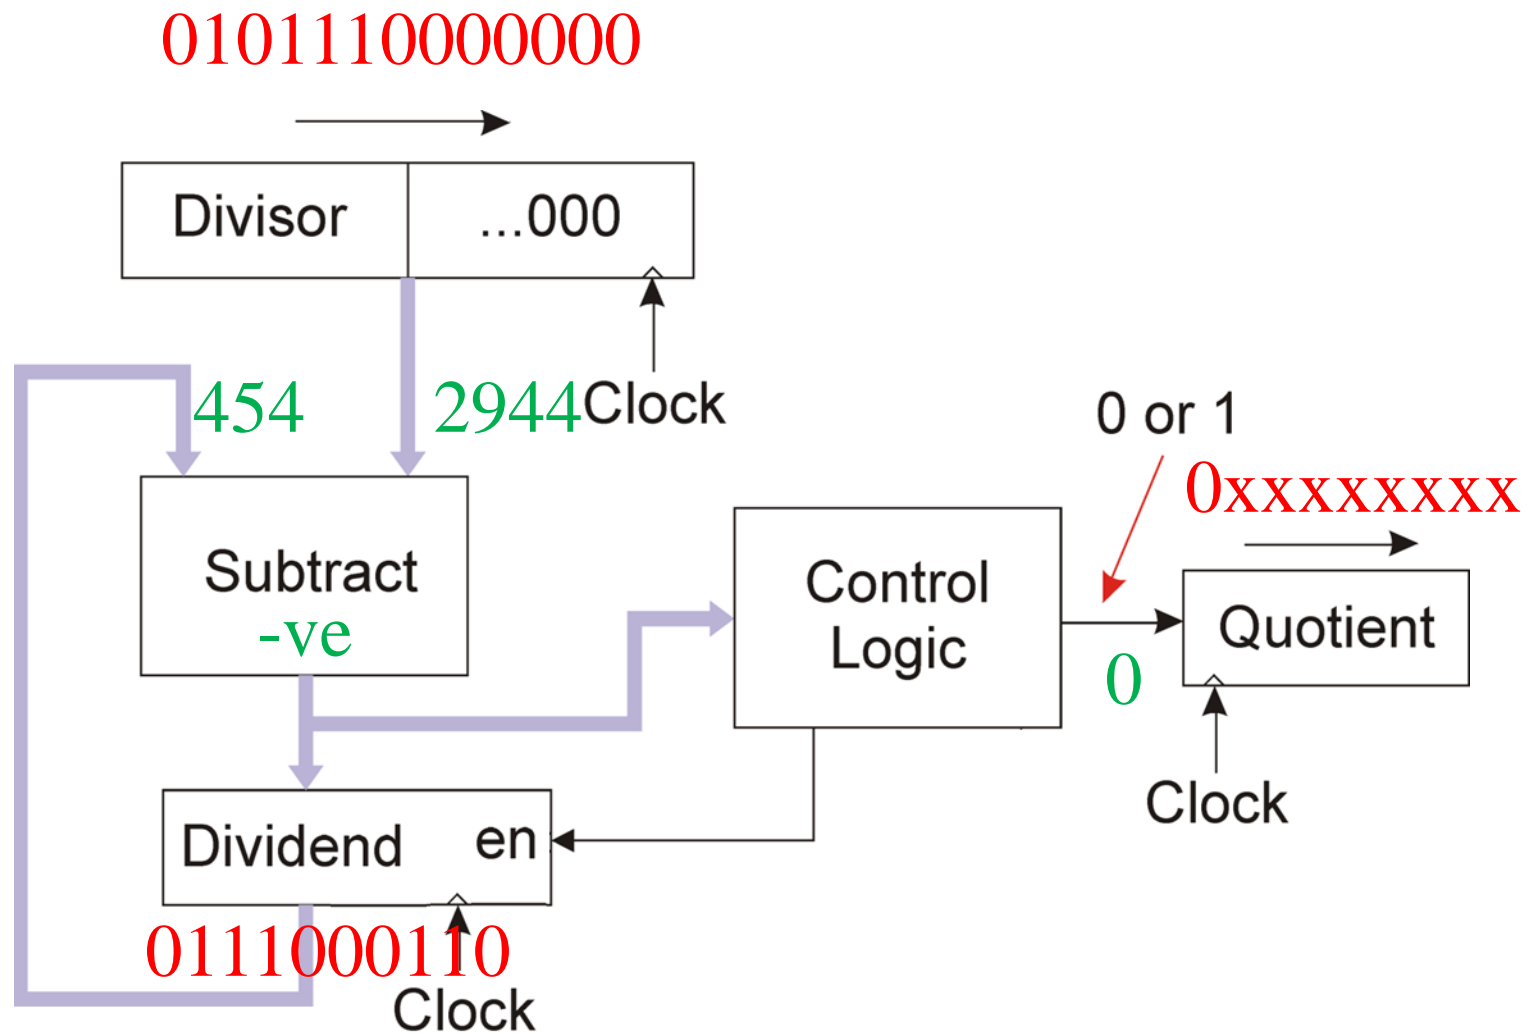 0101110000000
Divisor ...000
454 2944 Clock
0 or 1
0xxxxxxxx
Subtract
-ve
Control
Logic
0
Quotient
Clock
Dividend en
0111000110
Clock